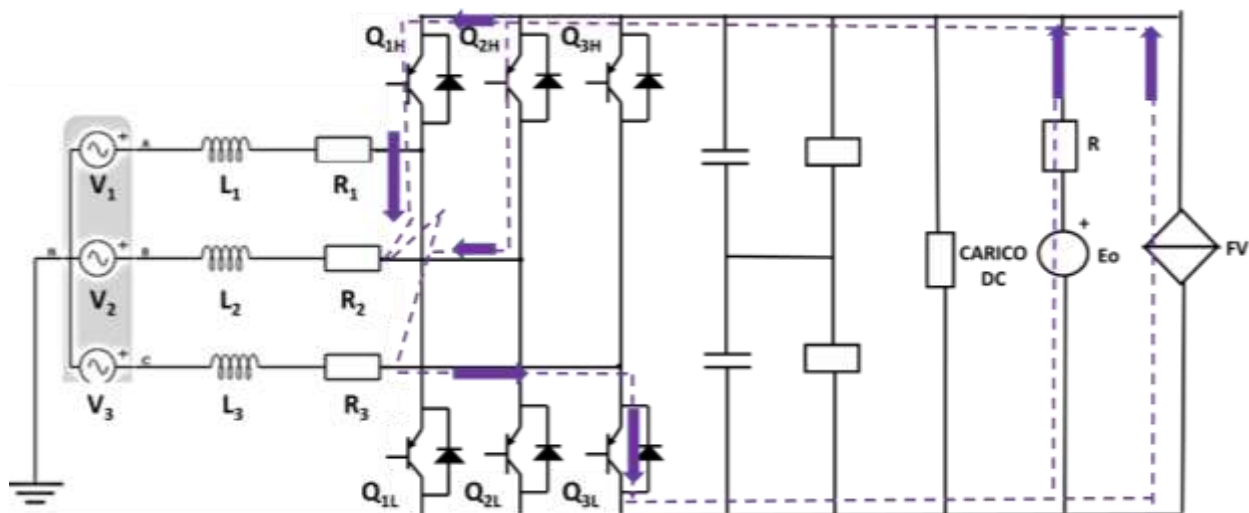 Q1H
Q2H
Q3H
A
V1
L1
R1
R
N
B
+
CARICO
DC
Eo
FV
V2
L2
R2
C
V3
L3
R3
Q1L
Q2L
Q3L